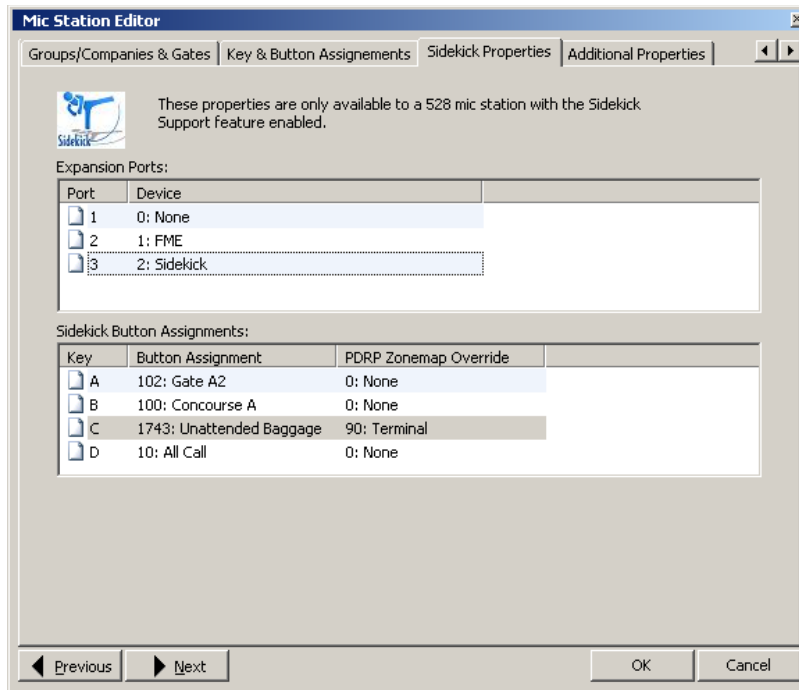 Mic Station Editor
Groups/Companies & Gates Key & Button Assignements Sidekick Properties Additional Properties
These properties are only available to a 528 mic station with the Sidekick
Support feature enabled.
Sidekick
Expansion Ports:
Port Device
1 0: None
2 1: FME
3 2: Sidekick
Sidekick Button Assignments:
Key Button Assignment PDRP Zonemap Override
A 102: Gate A2 0: None
B 100: Concourse A 0: None
C 1743: Unattended Baggage 90: Terminal
D 10: All Call 0: None
Previous Next OK Cancel